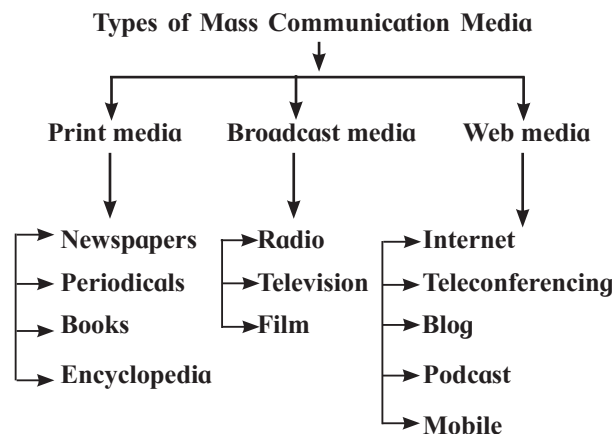 Types of Mass Communication Media
Print media Broadcast media Web media
Newspapers Radio Internet
Periodicals Television Teleconferencing
Books Film Blog
Encyclopedia Podcast
Mobile